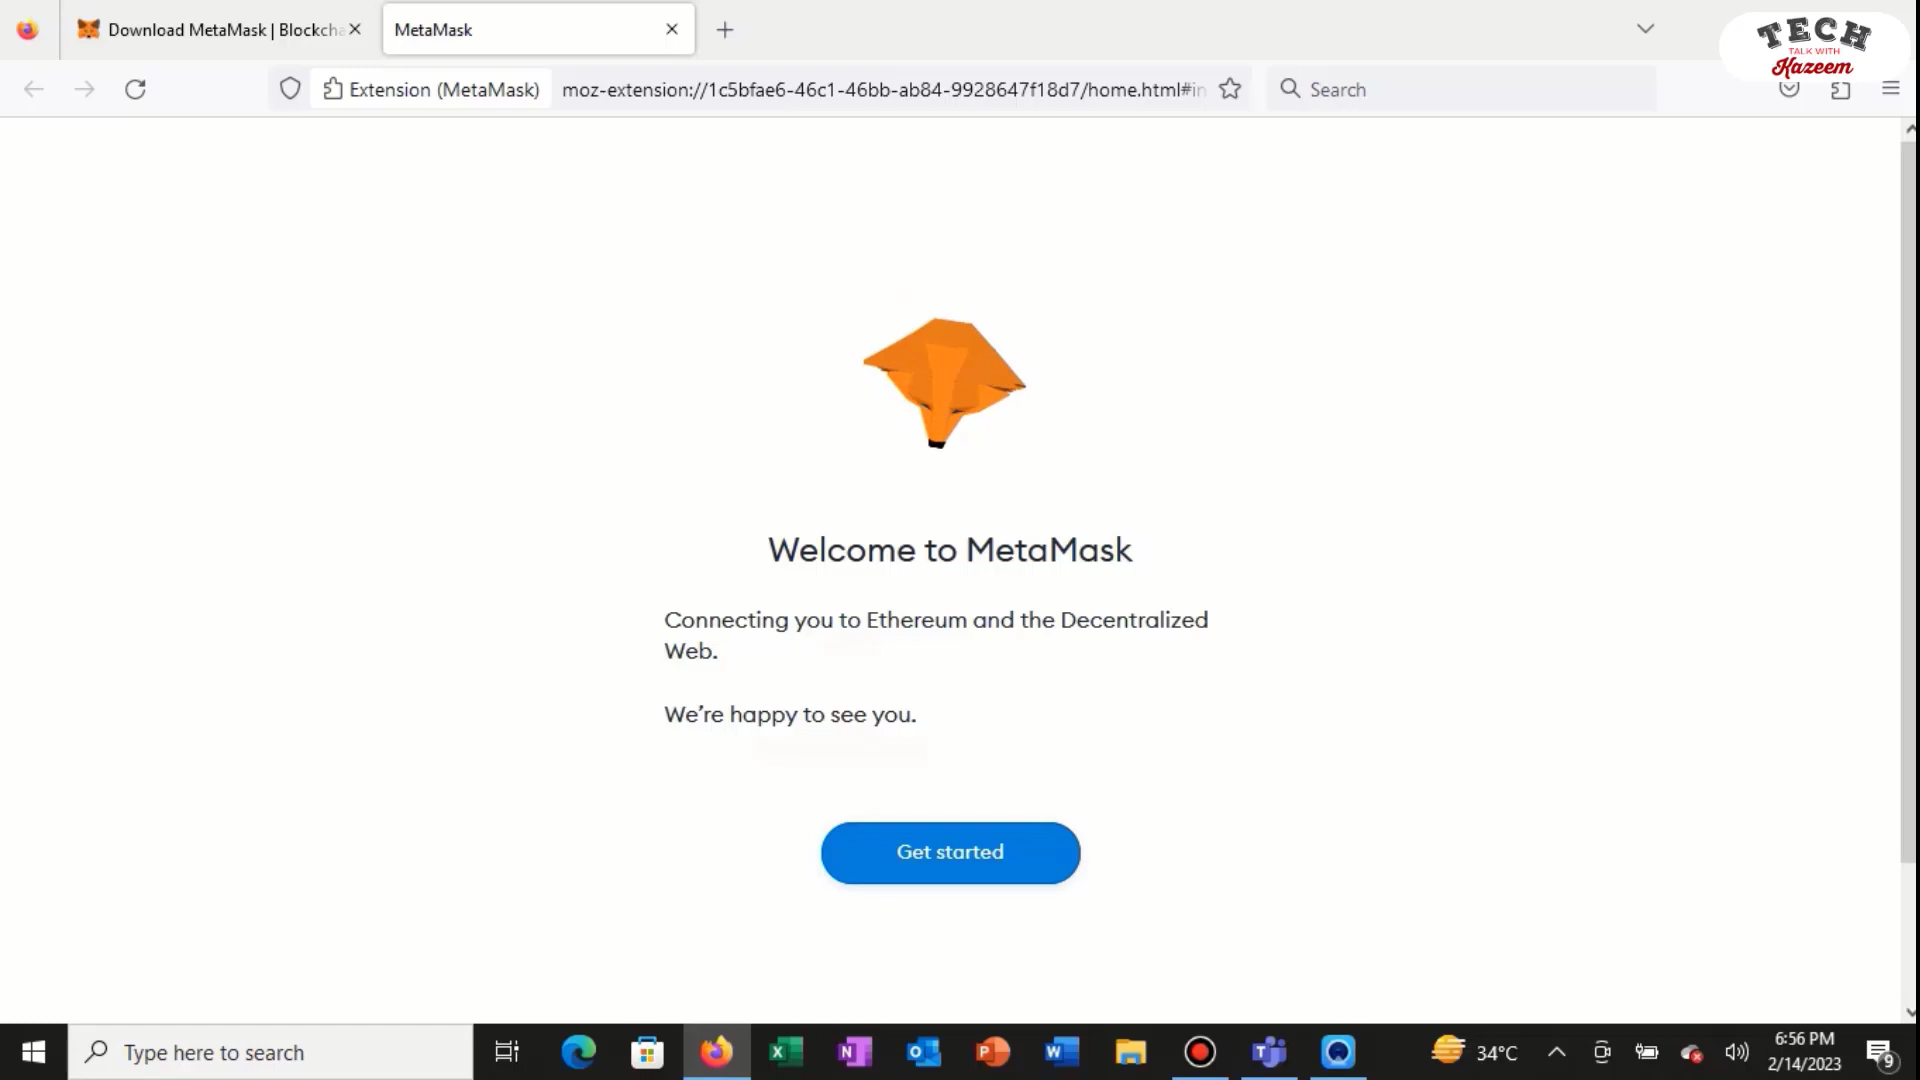 Download MetaMask | Blockcha
MetaMask
TECH
TALK WITH
Kazeem
Extension (MetaMask)
moz-extension://1c5bfae6-46c1-46bb-ab84-9928647f18d7/home.html#in
Search
Welcome to MetaMask
Connecting you to Ethereum and the Decentralized
Web.
We’re happy to see you.
Get started
Type here to search
34°C
6:56 PM
2/14/2023
9